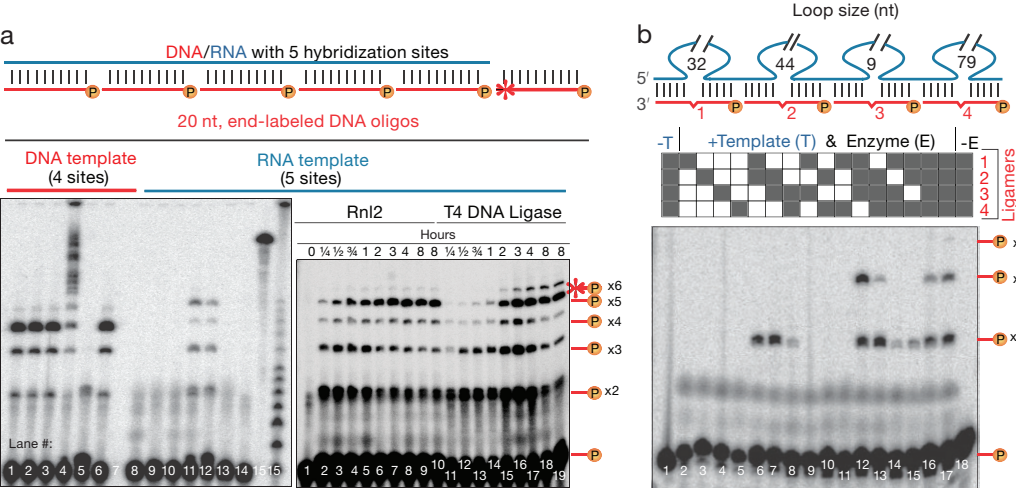 a
DNA/RNA with 5 hybridization sites
P P P P P P
20 nt, end-labeled DNA oligos
DNA template
(4 sites)
RNA template
(5 sites)
Rnl2 T4 DNA Ligase
Hours
0 ¼ ½ ¾ 1 2 3 4 8 8 ¼ ½ ¾ 1 2 3 4 8 8
x6
P x5
P x4
P x3
P x2
P
Lane #:
1 2 3 4 5 6 7 8 9 10 11 12 13 14 15 15
1 2 3 4 5 6 7 8 9 10 11 12 13 14 15 16 17 18 19
b
Loop size (nt)
32 44 9 79
5′
3′
1 P 2 P 3 P 4 P
-T +Template (T) & Enzyme (E) -E
1
2
3
4
Ligamers
P
P
P
P
1 2 3 4 5 6 7 8 9 10 11 12 13 14 15 16 17 18